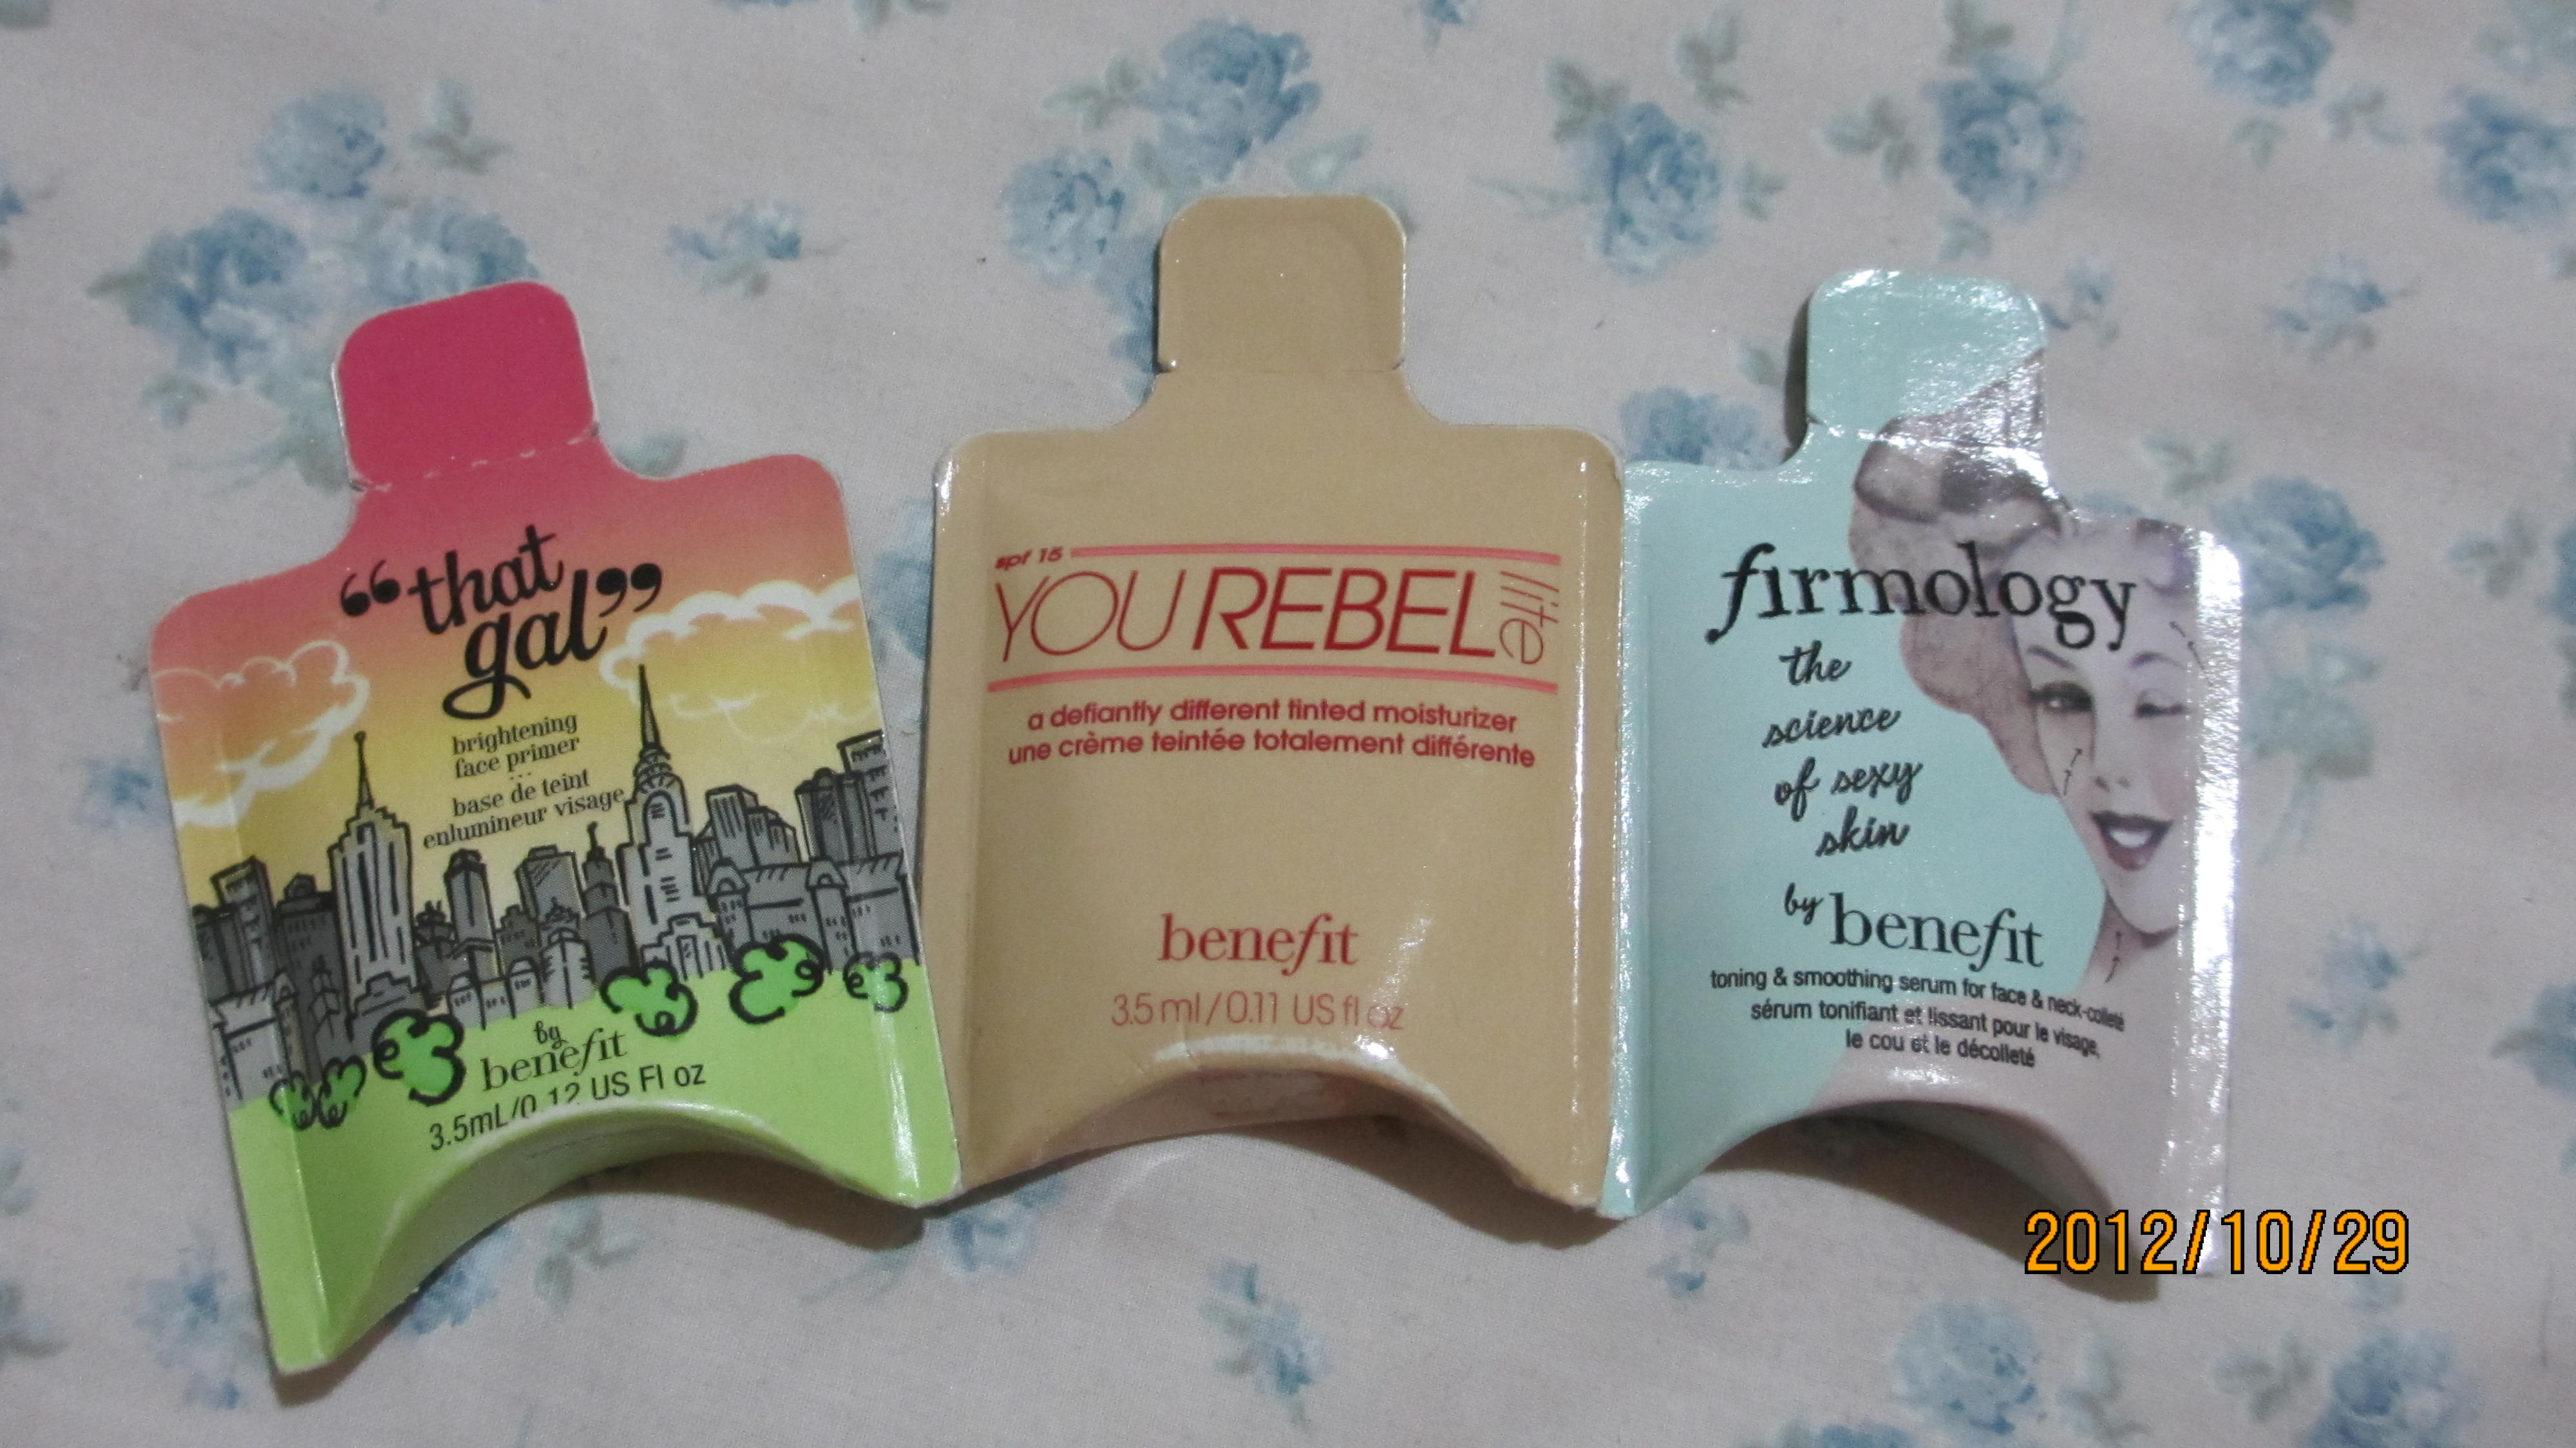 “that
gal”
brightening
face primer
...
base de teint
enlumineur visage
by
benefit
3.5mL/0.12 US Fl oz
spf 15
YOU REBEL lite
a defiantly different tinted moisturizer
une crème teintée totalement différente
benefit
3.5 ml / 0.11 US fl oz
firmology
the
science
of sexy
skin
by benefit
toning & smoothing serum for face & neck-colleté
sérum tonifiant et lissant pour le visage,
le cou et le décolleté
2012/10/29